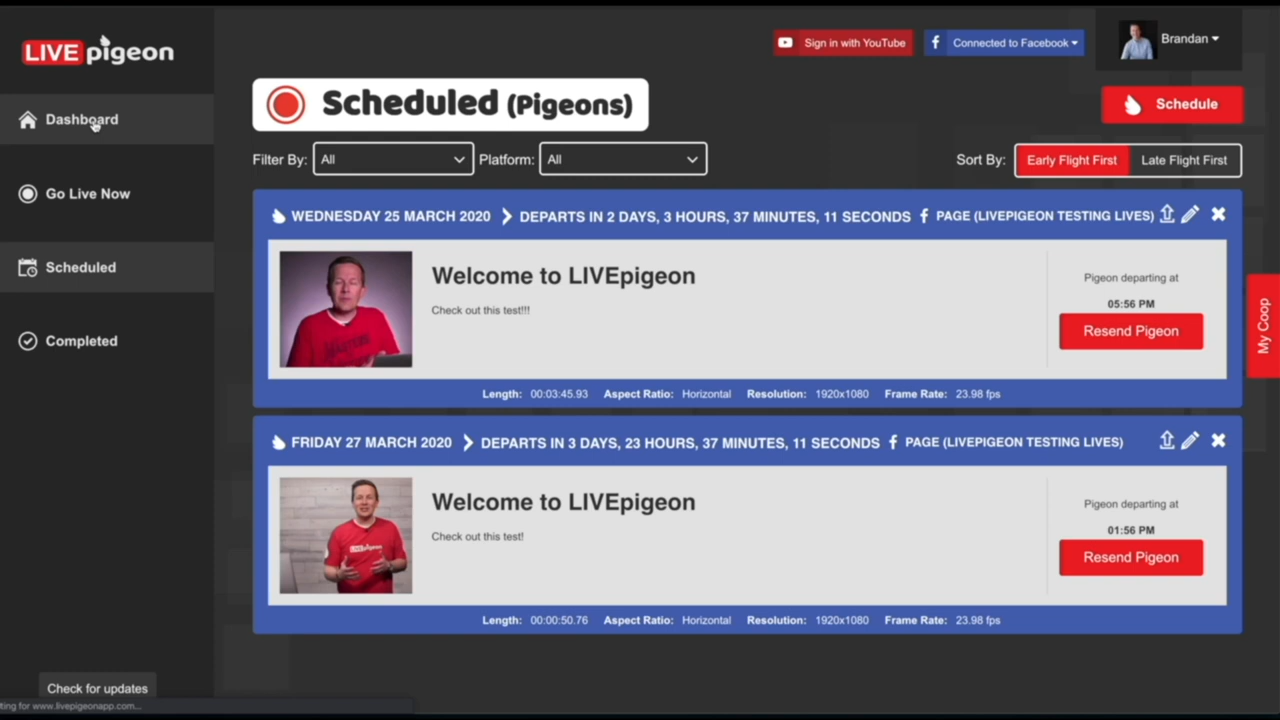 LIVE pigeon
Sign in with YouTube
Connected to Facebook
Brandan
Dashboard
Go Live Now
Scheduled
Completed
Check for updates
ting for www.livepigeonapp.com...
Scheduled (Pigeons)
Schedule
Filter By: All Platform: All
Sort By: Early Flight First Late Flight First
WEDNESDAY 25 MARCH 2020 DEPARTS IN 2 DAYS, 3 HOURS, 37 MINUTES, 11 SECONDS PAGE (LIVEPIGEON TESTING LIVES)
Welcome to LIVEpigeon
Check out this test!!!
Pigeon departing at
05:56 PM
Resend Pigeon
Length: 00:03:45.93 Aspect Ratio: Horizontal Resolution: 1920x1080 Frame Rate: 23.98 fps
FRIDAY 27 MARCH 2020 DEPARTS IN 3 DAYS, 23 HOURS, 37 MINUTES, 11 SECONDS PAGE (LIVEPIGEON TESTING LIVES)
Welcome to LIVEpigeon
Check out this test!
Pigeon departing at
01:56 PM
Resend Pigeon
Length: 00:00:50.76 Aspect Ratio: Horizontal Resolution: 1920x1080 Frame Rate: 23.98 fps
My Coop